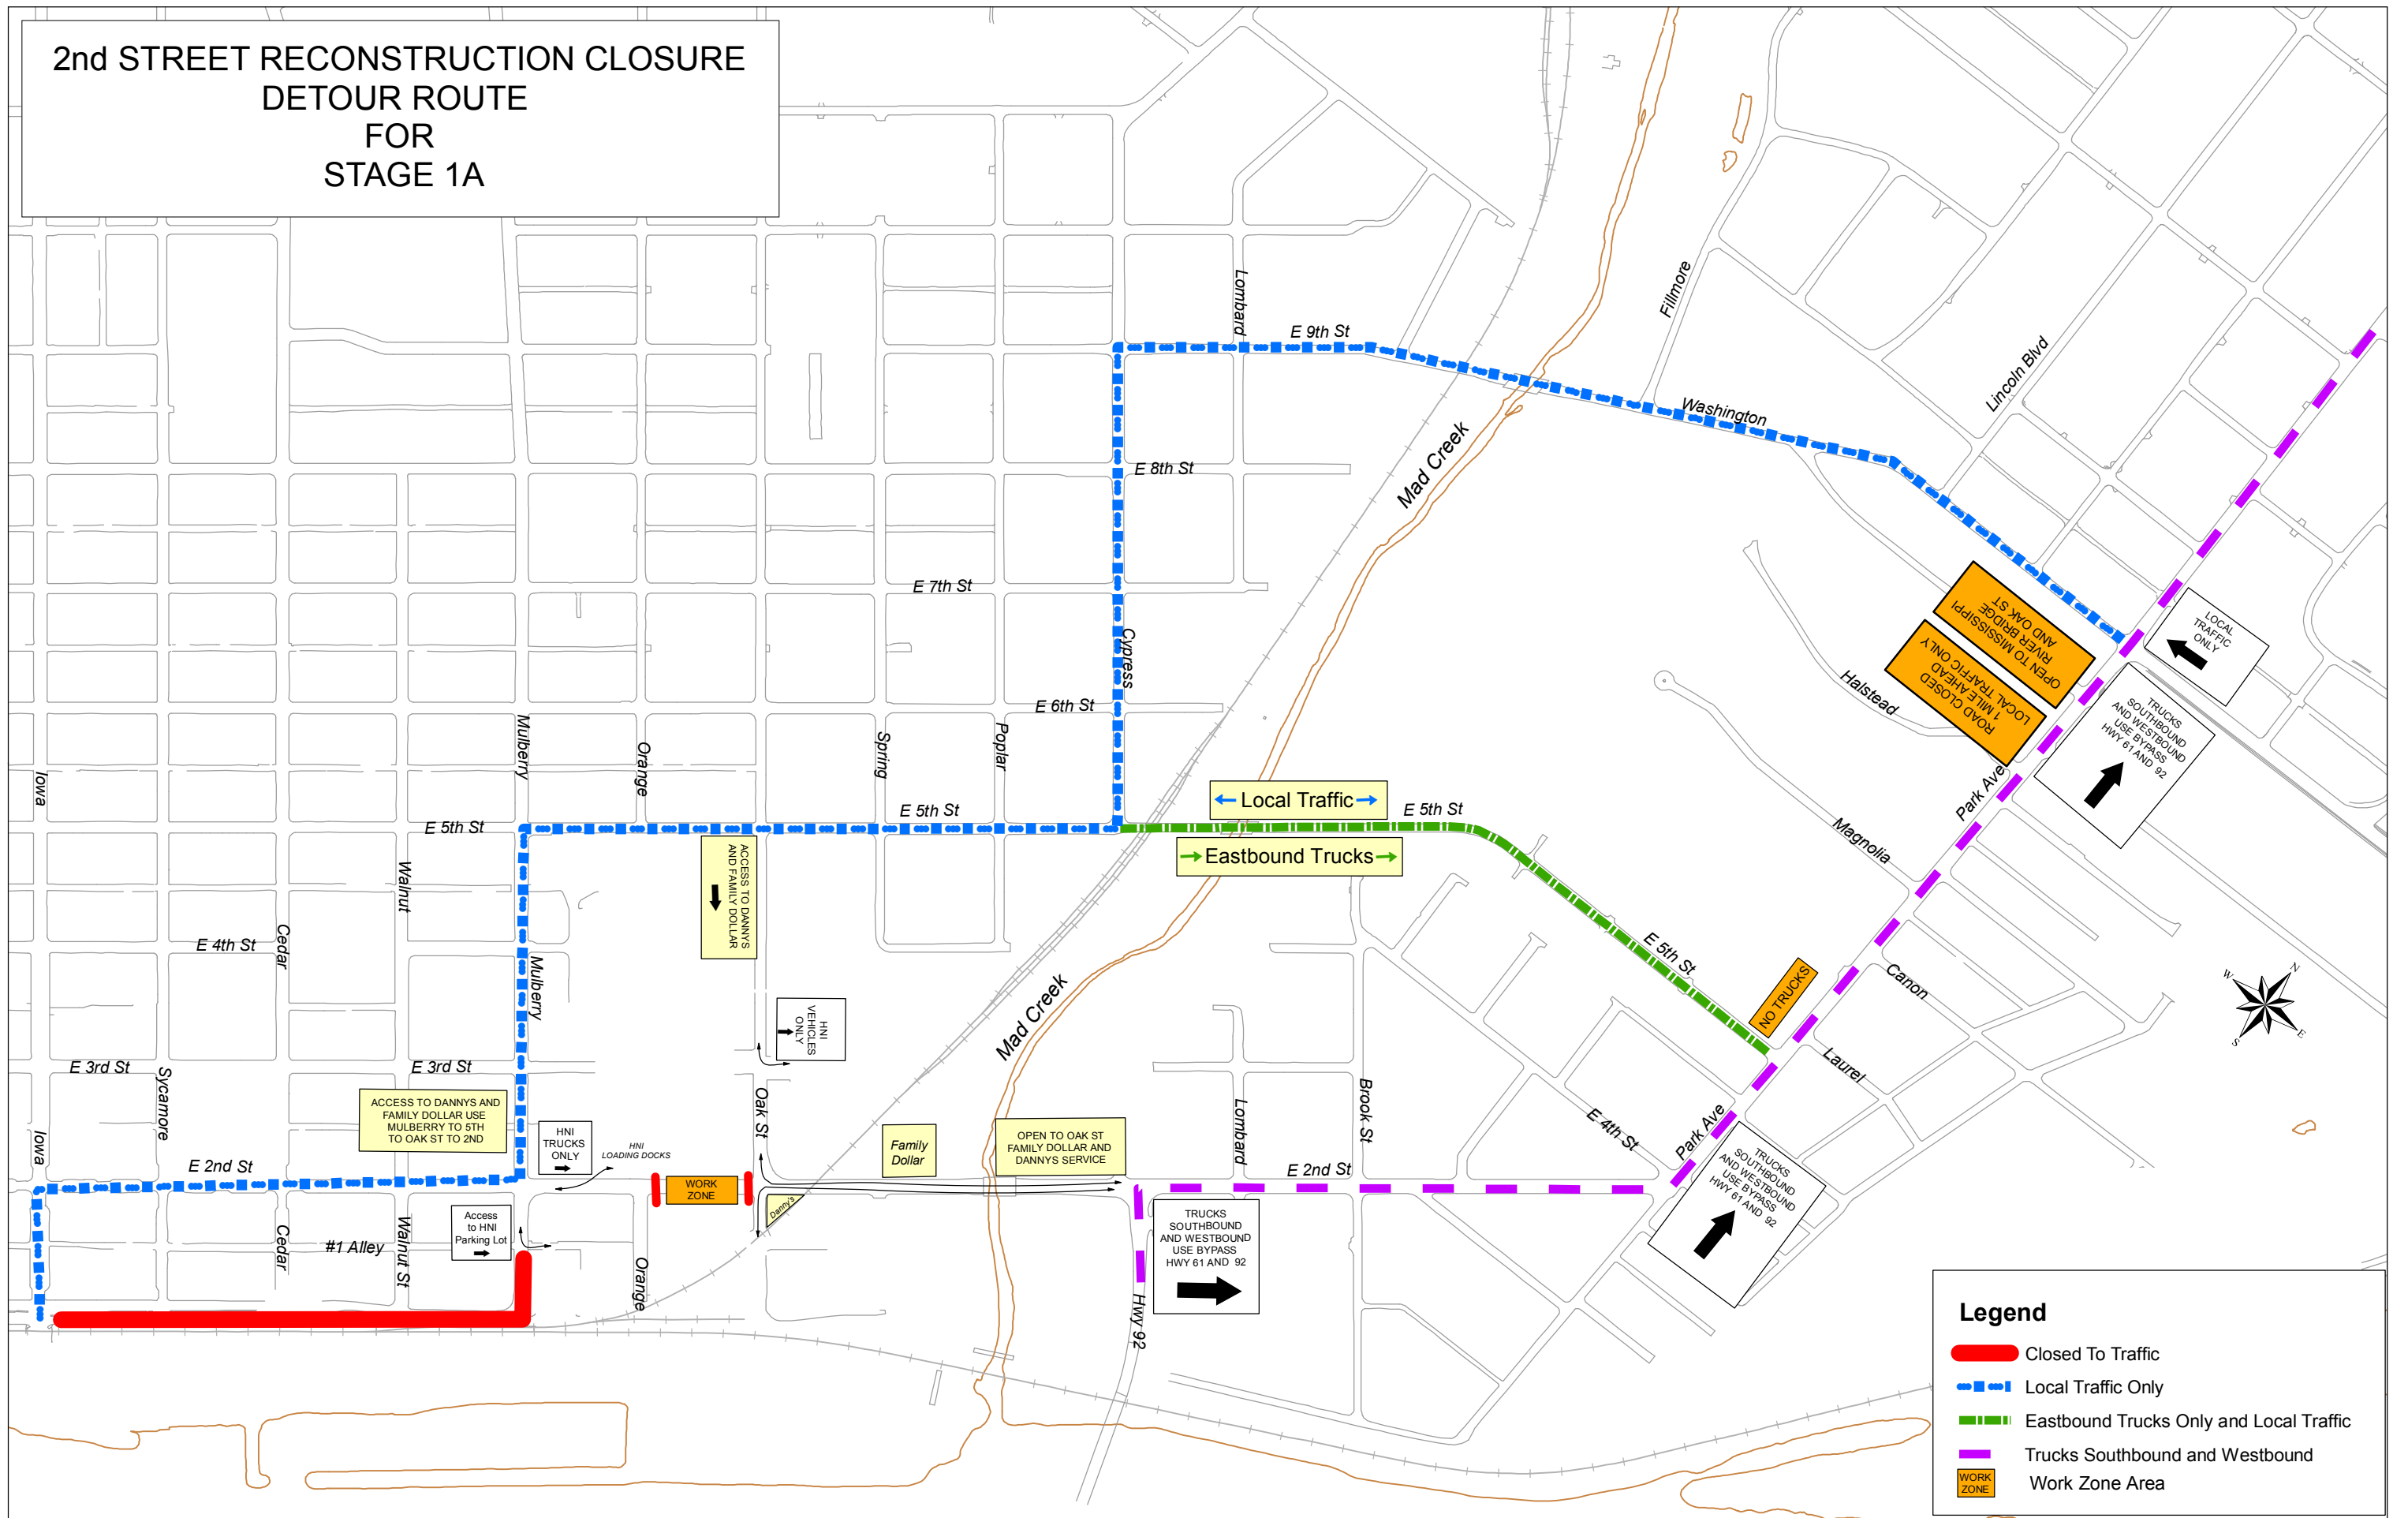 2nd STREET RECONSTRUCTION CLOSURE
DETOUR ROUTE
FOR
STAGE 1A
Lombard
E 9th St
Fillmore
Washington
Lincoln Blvd
E 8th St
Mad Creek
E 7th St
Cypress
E 6th St
OPEN TO MISSISSIPPI
RIVER BRIDGE
AND OAK ST
ROAD CLOSED
1 MILE AHEAD
LOCAL TRAFFIC ONLY
LOCAL
TRAFFIC
ONLY
TRUCKS
SOUTHBOUND
AND WESTBOUND
USE BYPASS
HWY 61 AND 92
Halstead
Park Ave
Magnolia
Iowa
Mulberry
Orange
Spring
Poplar
E 5th St
E 5th St
Local Traffic
E 5th St
Eastbound Trucks
ACCESS TO DANNYS
AND FAMILY DOLLAR
Walnut
Cedar
E 4th St
Mulberry
E 5th St
NO TRUCKS
Canon
Laurel
N
W
E
S
HNI
VEHICLES
ONLY
Mad Creek
E 3rd St
Sycamore
E 3rd St
ACCESS TO DANNYS AND
FAMILY DOLLAR USE
MULBERRY TO 5TH
TO OAK ST TO 2ND
Iowa
E 2nd St
HNI
TRUCKS
ONLY
HNI
LOADING DOCKS
Oak St
WORK
ZONE
Danny's
Family
Dollar
OPEN TO OAK ST
FAMILY DOLLAR AND
DANNYS SERVICE
Lombard
Brook St
E 2nd St
E 4th St
Park Ave
TRUCKS
SOUTHBOUND
AND WESTBOUND
USE BYPASS
HWY 61 AND 92
TRUCKS
SOUTHBOUND
AND WESTBOUND
USE BYPASS
HWY 61 AND 92
Access
to HNI
Parking Lot
Cedar
#1 Alley
Walnut St
Orange
Hwy 92
Legend
Closed To Traffic
Local Traffic Only
Eastbound Trucks Only and Local Traffic
Trucks Southbound and Westbound
WORK
ZONE
Work Zone Area